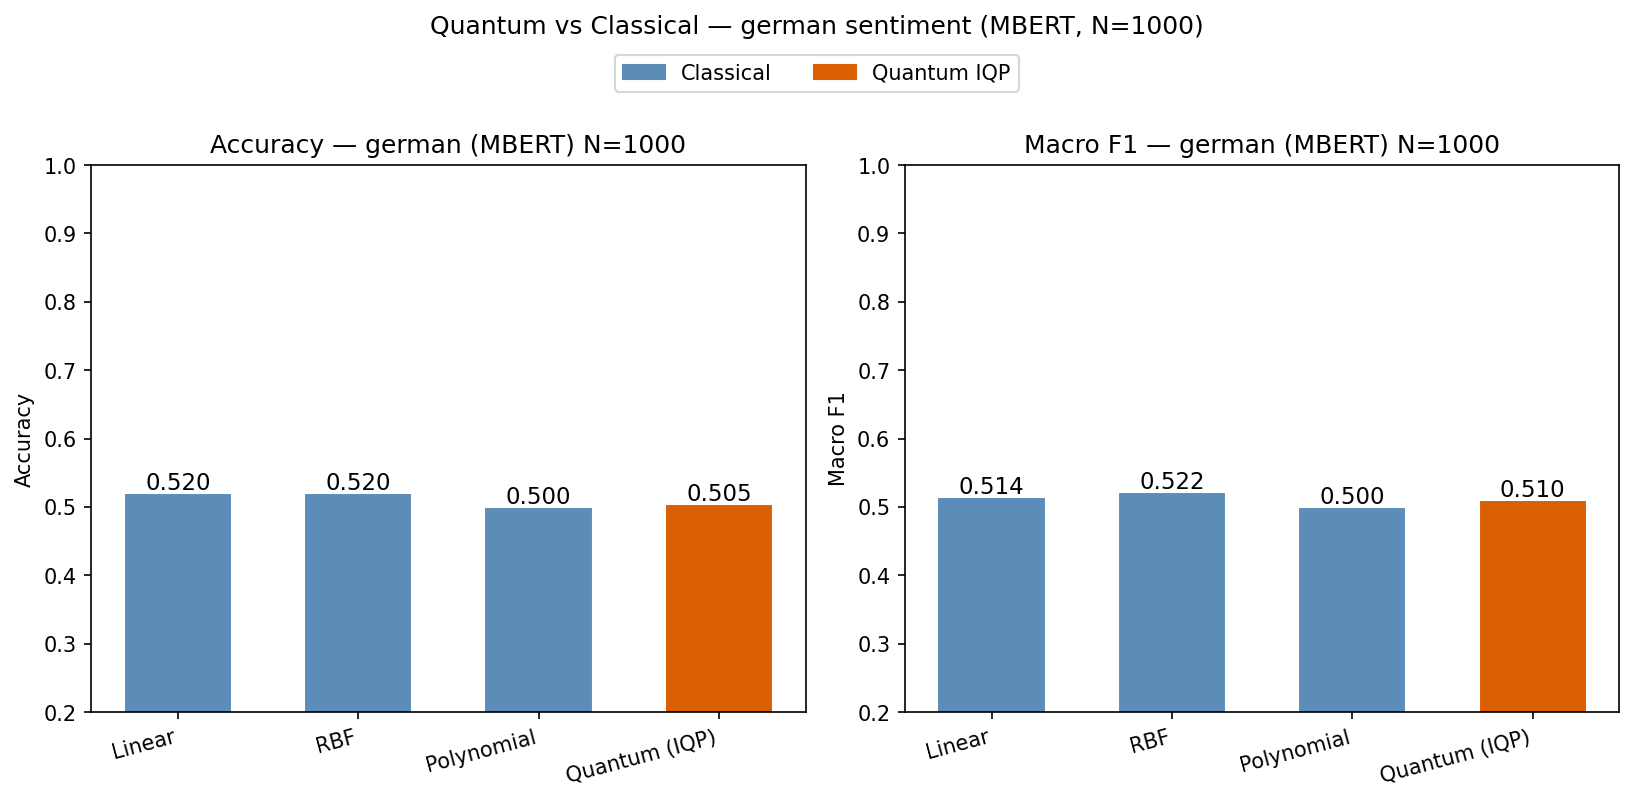 Quantum vs Classical — german sentiment (MBERT, N=1000)
Classical
Quantum IQP
Accuracy — german (MBERT) N=1000
1.0
0.9
0.8
0.7
0.6
0.5
0.4
0.3
0.2
Accuracy
0.520
0.520
0.500
0.505
Linear
RBF
Polynomial
Quantum (IQP)
Macro F1 — german (MBERT) N=1000
1.0
0.9
0.8
0.7
0.6
0.5
0.4
0.3
0.2
Macro F1
0.514
0.522
0.500
0.510
Linear
RBF
Polynomial
Quantum (IQP)